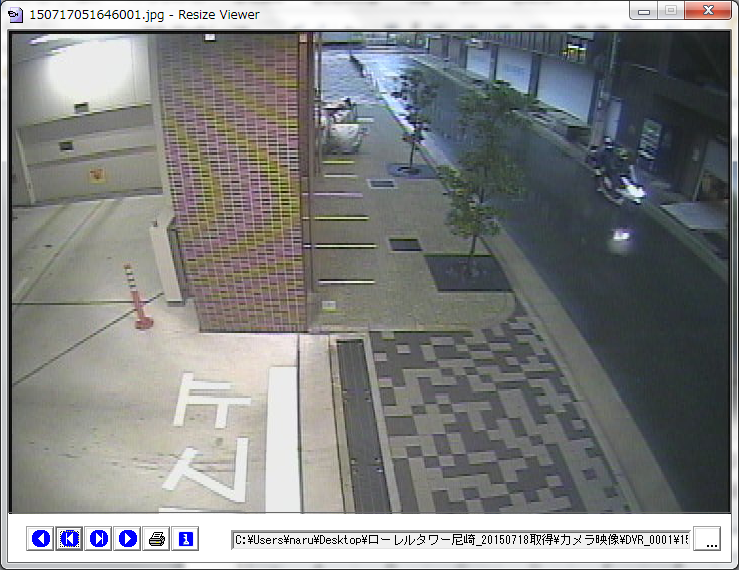 150717051646001.jpg - Resize Viewer
C:¥Users¥naru¥Desktop¥ローレルタワー尼崎_20150718取得¥カメラ映像¥DVR_0001¥15
...